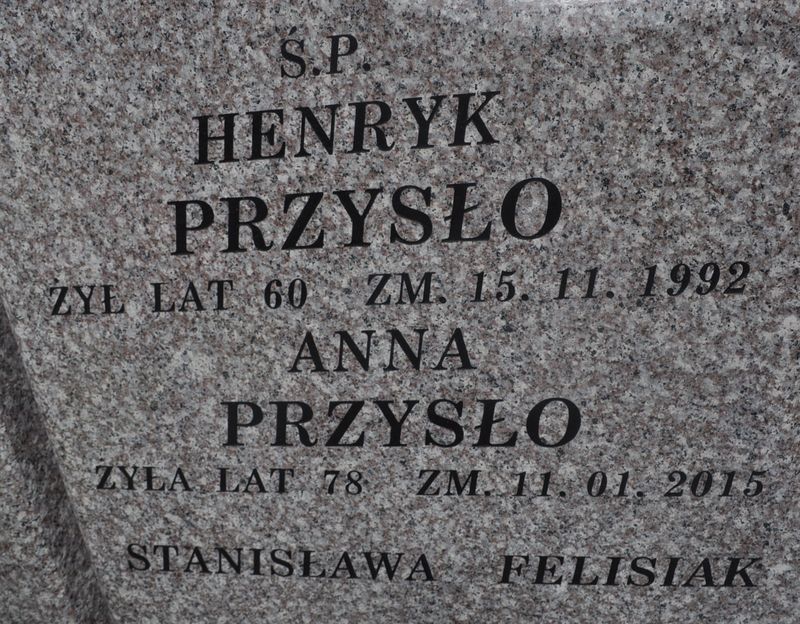 Ś.P.
HENRYK
PRZYSŁO
ŻYŁ LAT 60 ZM. 15. 11. 1992
ANNA
PRZYSŁO
ŻYŁA LAT 78 ZM. 11. 01. 2015
STANISŁAWA FELISIAK